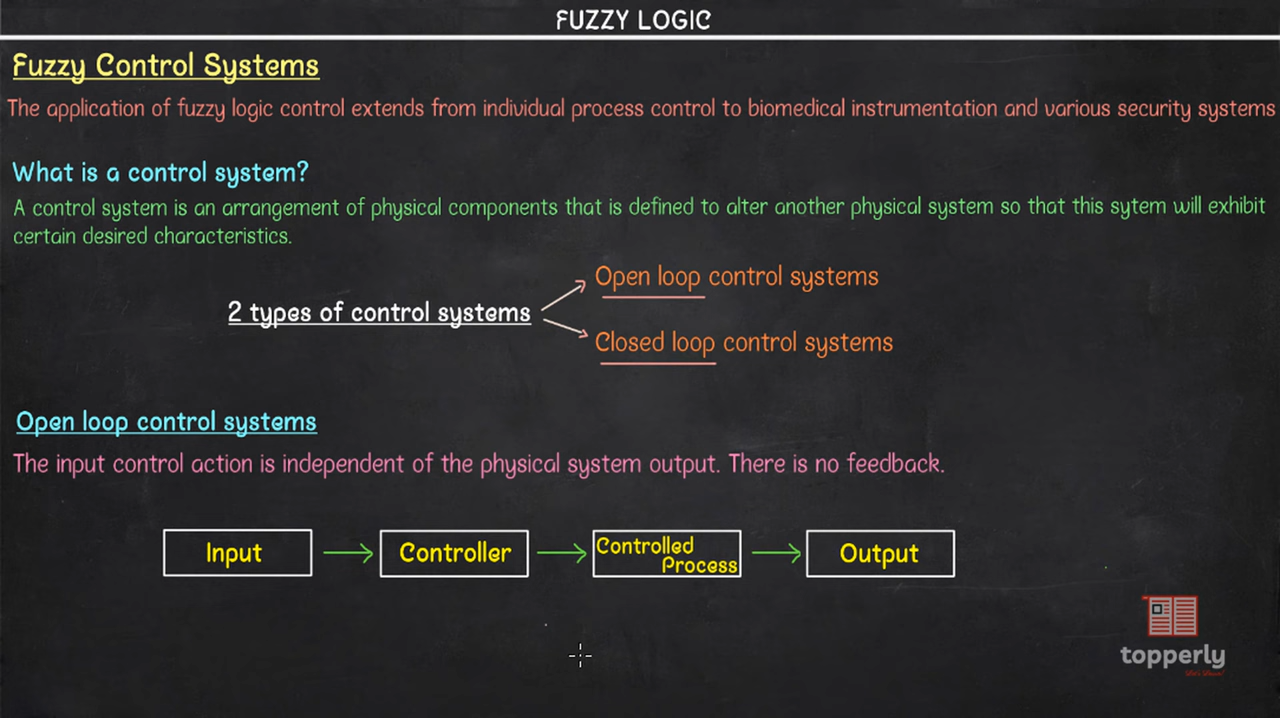 FUZZY LOGIC
Fuzzy Control Systems
The application of fuzzy logic control extends from individual process control to biomedical instrumentation and various security systems
What is a control system?
A control system is an arrangement of physical components that is defined to alter another physical system so that this sytem will exhibit
certain desired characteristics.
2 types of control systems
Open loop control systems
Closed loop control systems
Open loop control systems
The input control action is independent of the physical system output. There is no feedback.
Input
Controller
Controlled
Process
Output
topperly